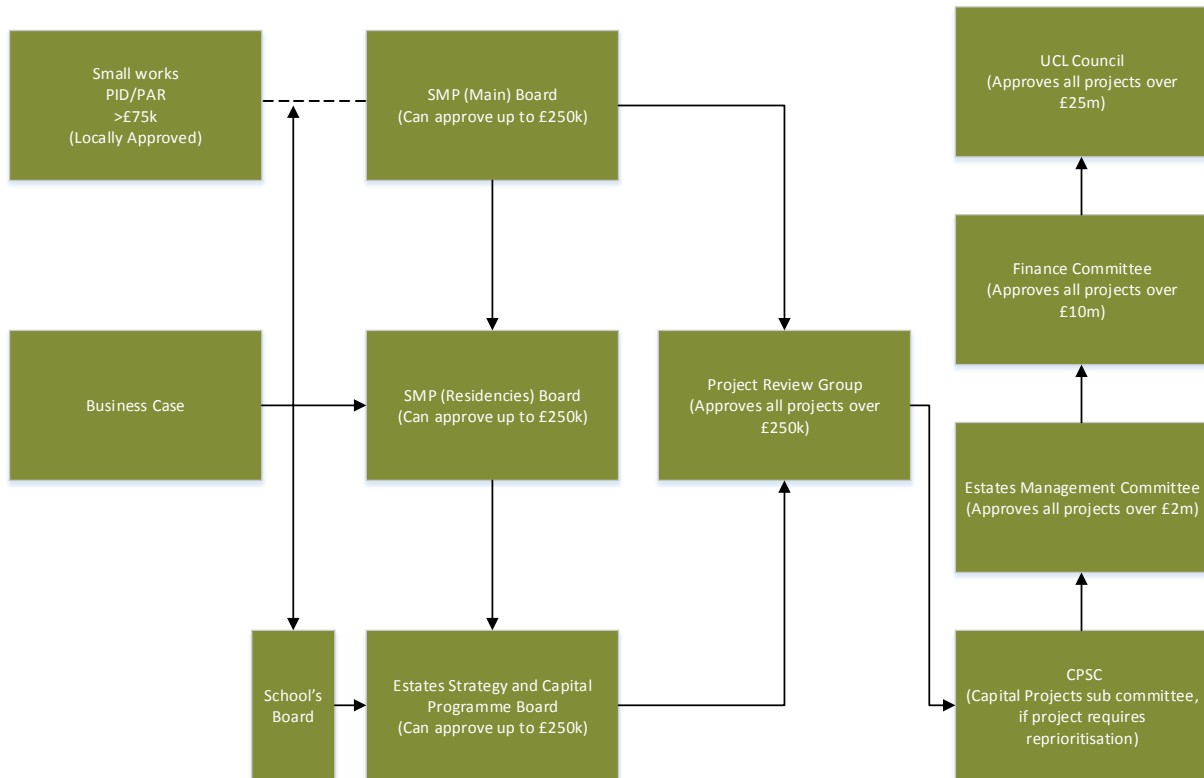 Small works
PID/PAR
>£75k
(Locally Approved)
SMP (Main) Board
(Can approve up to £250k)
UCL Council
(Approves all projects over
£25m)
Finance Committee
(Approves all projects over
£10m)
Business Case
SMP (Residencies) Board
(Can approve up to £250k)
Project Review Group
(Approves all projects over
£250k)
Estates Management Committee
(Approves all projects over £2m)
School’s
Board
Estates Strategy and Capital
Programme Board
(Can approve up to £250k)
CPSC
(Capital Projects sub committee,
if project requires
reprioritisation)